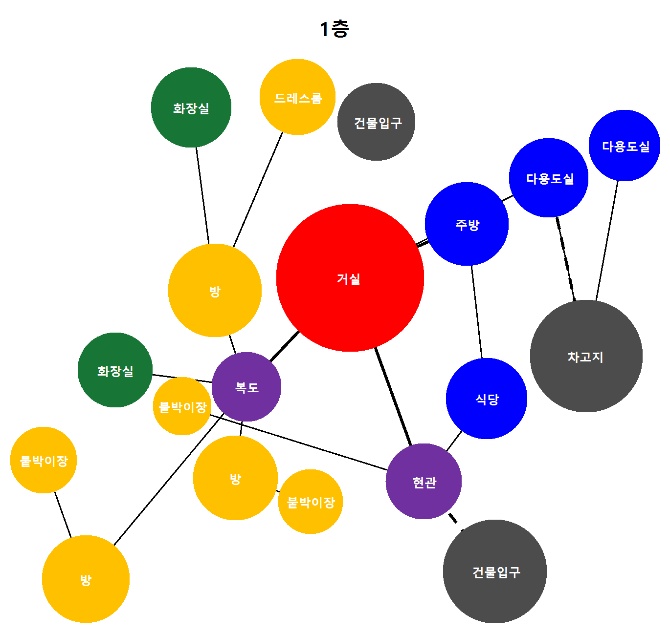 1층
화장실
드레스룸
건물입구
다용도실
다용도실
주방
방
거실
차고지
화장실
복도
붙박이장
식당
붙박이장
방
붙박이장
현관
방
건물입구